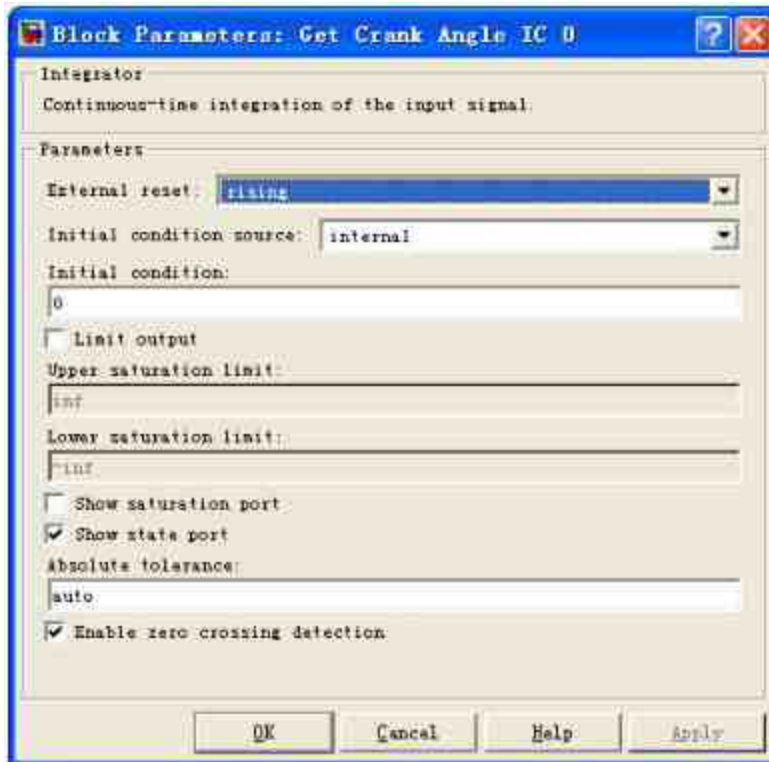 Block Parameters: Get Crank Angle IC 0
Integrator
Continuous-time integration of the input signal.
Parameters
External reset: rising
Initial condition source: internal
Initial condition:
0
Limit output
Upper saturation limit:
inf
Lower saturation limit:
-inf
Show saturation port
Show state port
Absolute tolerance:
auto
Enable zero crossing detection
OK Cancel Help Apply